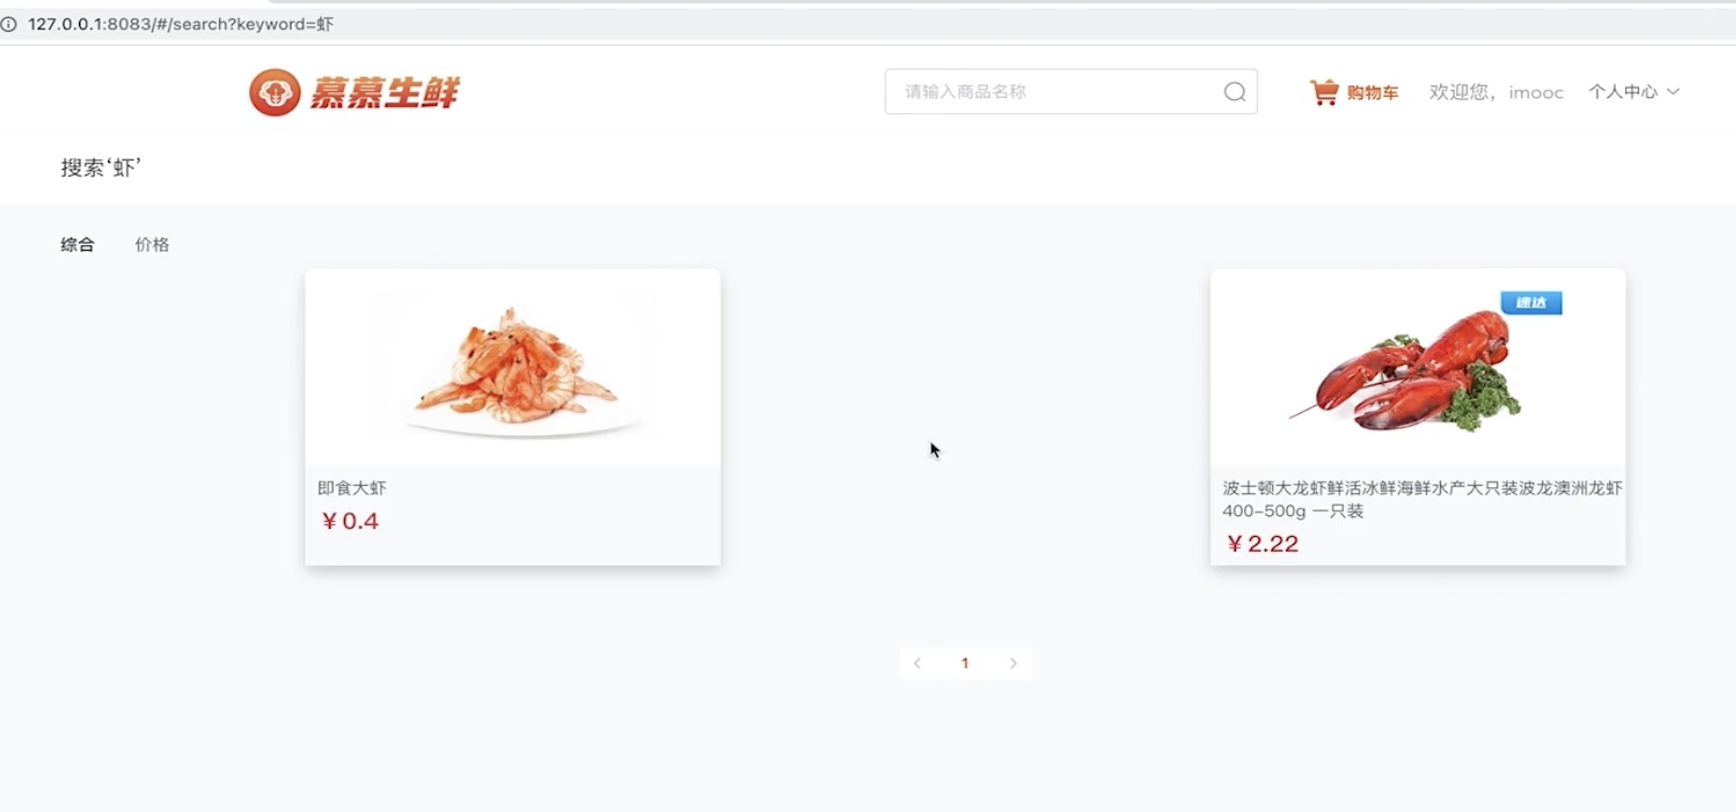 127.0.0.1:8083/#/search?keyword=虾
慕慕生鲜
请输入商品名称
购物车
欢迎您，imooc
个人中心
搜索‘虾’
综合
价格
速达
即食大虾
￥0.4
波士顿大龙虾鲜活冰鲜海鲜水产大只装波龙澳洲龙虾
400-500g 一只装
￥2.22
1